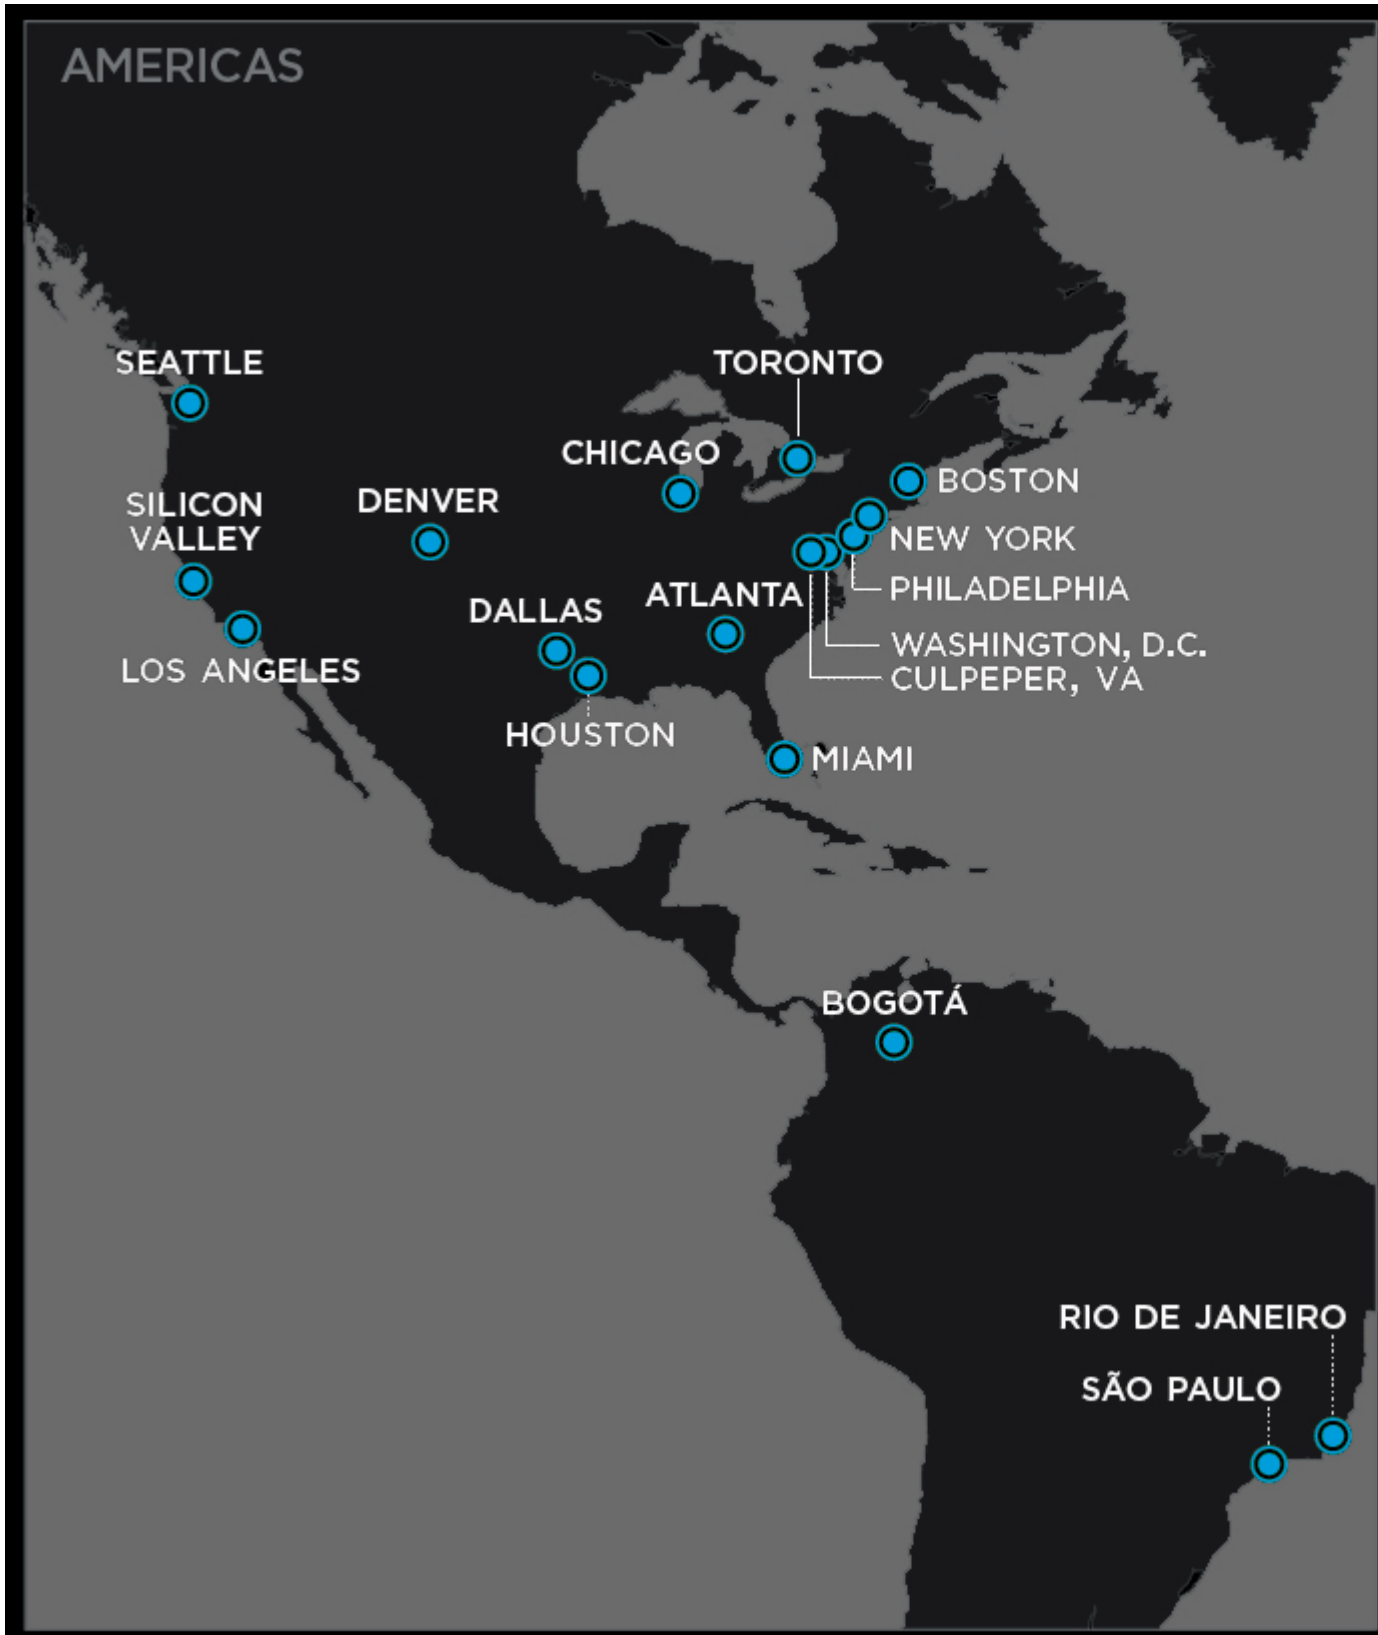 AMERICAS
SEATTLE
TORONTO
CHICAGO
BOSTON
SILICON
VALLEY
DENVER
NEW YORK
PHILADELPHIA
ATLANTA
DALLAS
WASHINGTON, D.C.
LOS ANGELES
CULPEPER, VA
HOUSTON
MIAMI
BOGOTÁ
RIO DE JANEIRO
SÃO PAULO